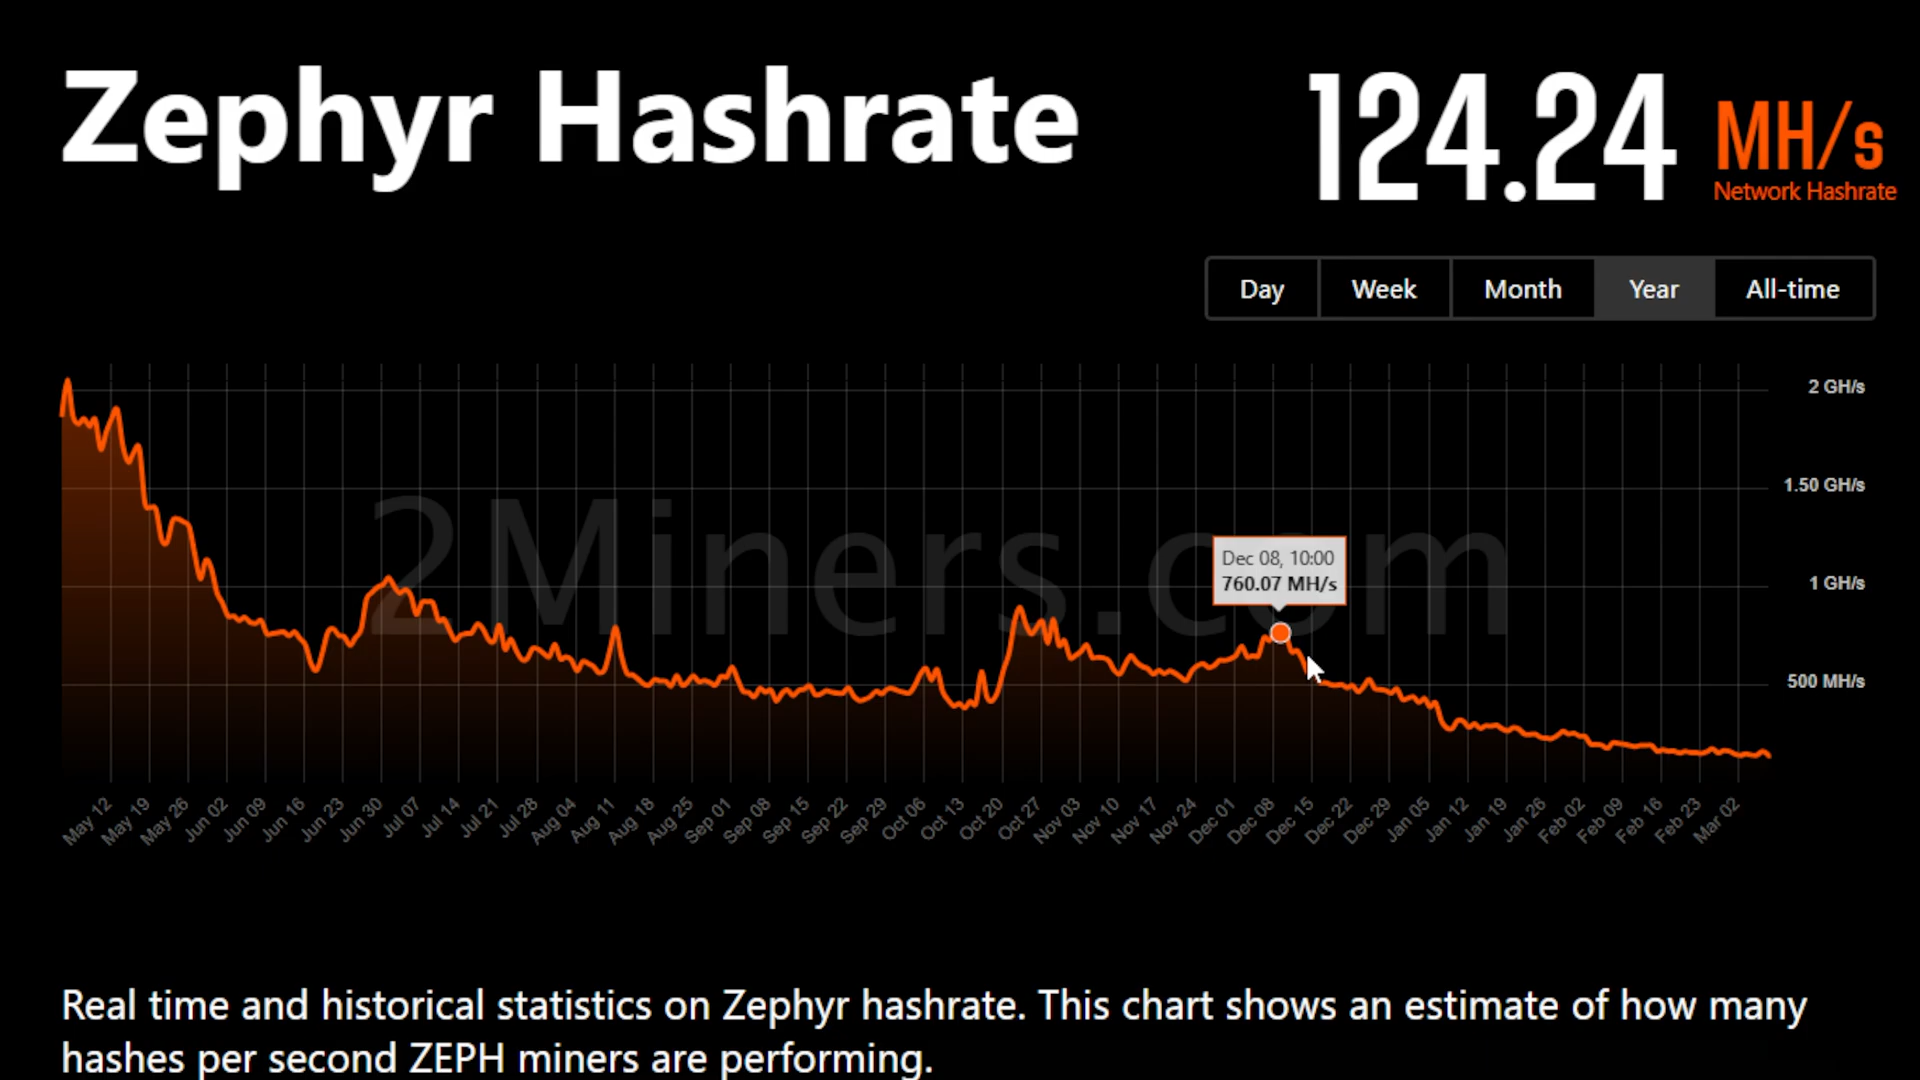 Zephyr Hashrate
124.24 MH/s
Network Hashrate
Day Week Month Year All-time
2 GH/s
1.50 GH/s
2Miners.com
Dec 08, 10:00
760.07 MH/s
1 GH/s
500 MH/s
May 12 May 19 May 26 Jun 02 Jun 09 Jun 16 Jun 23 Jun 30 Jul 07 Jul 14 Jul 21 Jul 28 Aug 04 Aug 11 Aug 18 Aug 25 Sep 01 Sep 08 Sep 15 Sep 22 Sep 29 Oct 06 Oct 13 Oct 20 Oct 27 Nov 03 Nov 10 Nov 17 Nov 24 Dec 01 Dec 08 Dec 15 Dec 22 Dec 29 Jan 05 Jan 12 Jan 19 Jan 26 Feb 02 Feb 09 Feb 16 Feb 23 Mar 02
Real time and historical statistics on Zephyr hashrate. This chart shows an estimate of how many
hashes per second ZEPH miners are performing.